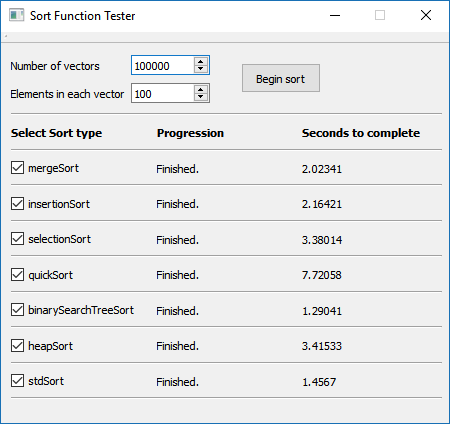 Sort Function Tester
Number of vectors 100000
Begin sort
Elements in each vector 100
Select Sort type Progression Seconds to complete
mergeSort Finished. 2.02341
insertionSort Finished. 2.16421
selectionSort Finished. 3.38014
quickSort Finished. 7.72058
binarySearchTreeSort Finished. 1.29041
heapSort Finished. 3.41533
stdSort Finished. 1.4567